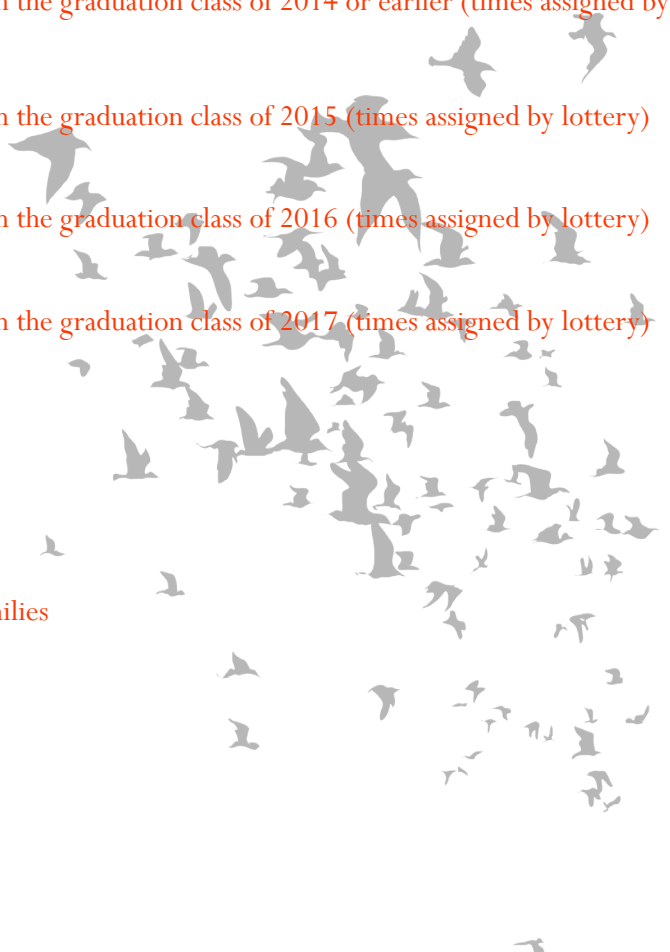 the graduation class of 2014 or earlier (times assigned by
the graduation class of 2015 (times assigned by lottery)
the graduation class of 2016 (times assigned by lottery)
the graduation class of 2017 (times assigned by lottery)